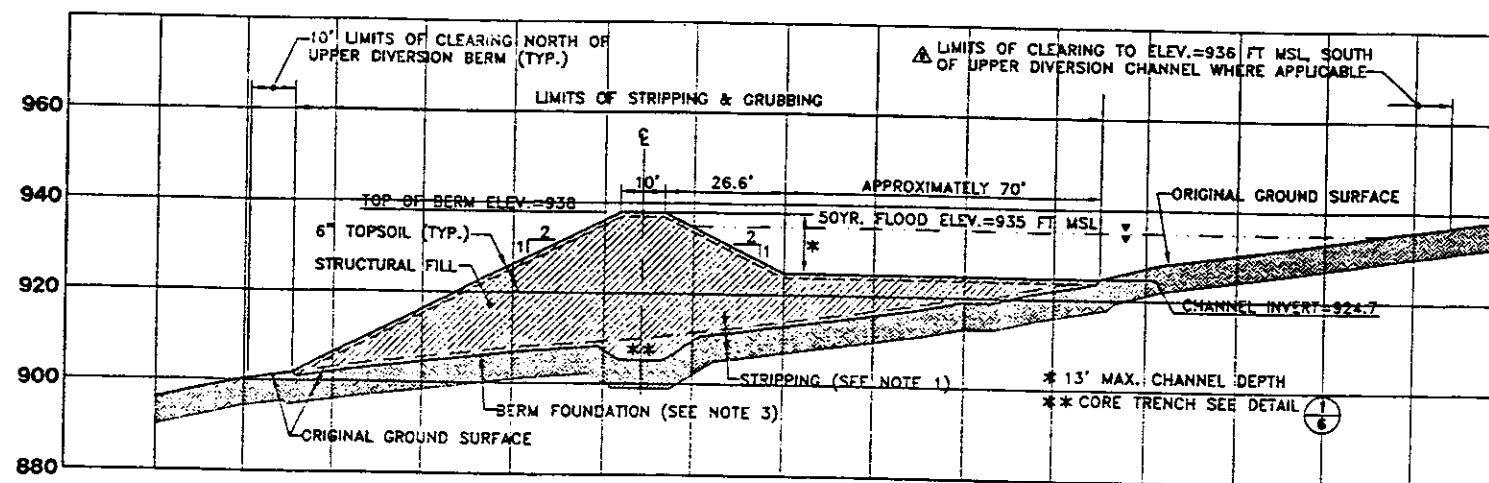 10' LIMITS OF CLEARING NORTH OF
UPPER DIVERSION BERM (TYP.)
LIMITS OF CLEARING TO ELEV.=936 FT MSL, SOUTH
OF UPPER DIVERSION CHANNEL WHERE APPLICABLE
960
LIMITS OF STRIPPING & GRUBBING
℄
940
10'
26.6'
APPROXIMATELY 70'
ORIGINAL GROUND SURFACE
TOP OF BERM ELEV.=938
50YR. FLOOD ELEV.=935 FT MSL
6" TOPSOIL (TYP.)
2
1
2
1
*
STRUCTURAL FILL
920
CHANNEL INVERT=924.7
**
900
STRIPPING (SEE NOTE 1)
* 13' MAX. CHANNEL DEPTH
** CORE TRENCH SEE DETAIL
1
6
BERM FOUNDATION (SEE NOTE 3)
ORIGINAL GROUND SURFACE
880